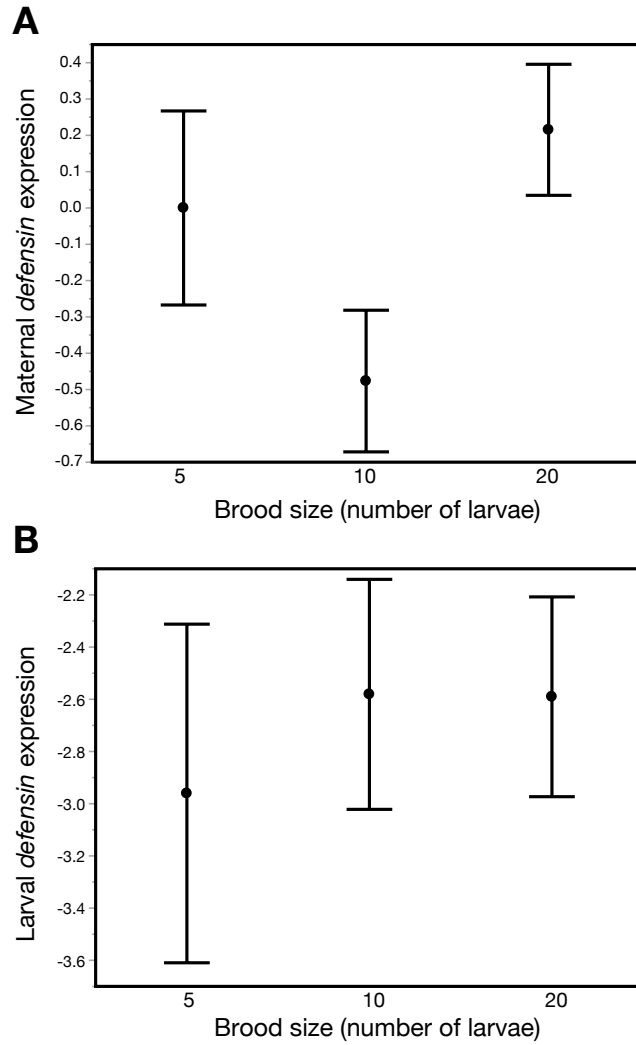 A
Maternal defensin expression
0.4
0.3
0.2
0.1
0.0
-0.1
-0.2
-0.3
-0.4
-0.5
-0.6
-0.7
5 10 20
Brood size (number of larvae)
B
Larval defensin expression
-2.2
-2.4
-2.6
-2.8
-3.0
-3.2
-3.4
-3.6
5 10 20
Brood size (number of larvae)